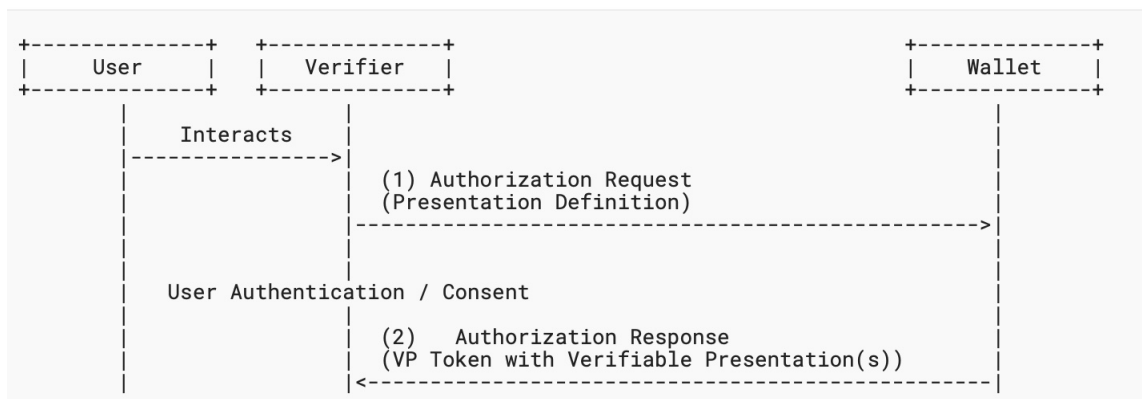 User Verifier Wallet
Interacts
(1) Authorization Request
(Presentation Definition)
User Authentication / Consent
(2) Authorization Response
(VP Token with Verifiable Presentation(s))